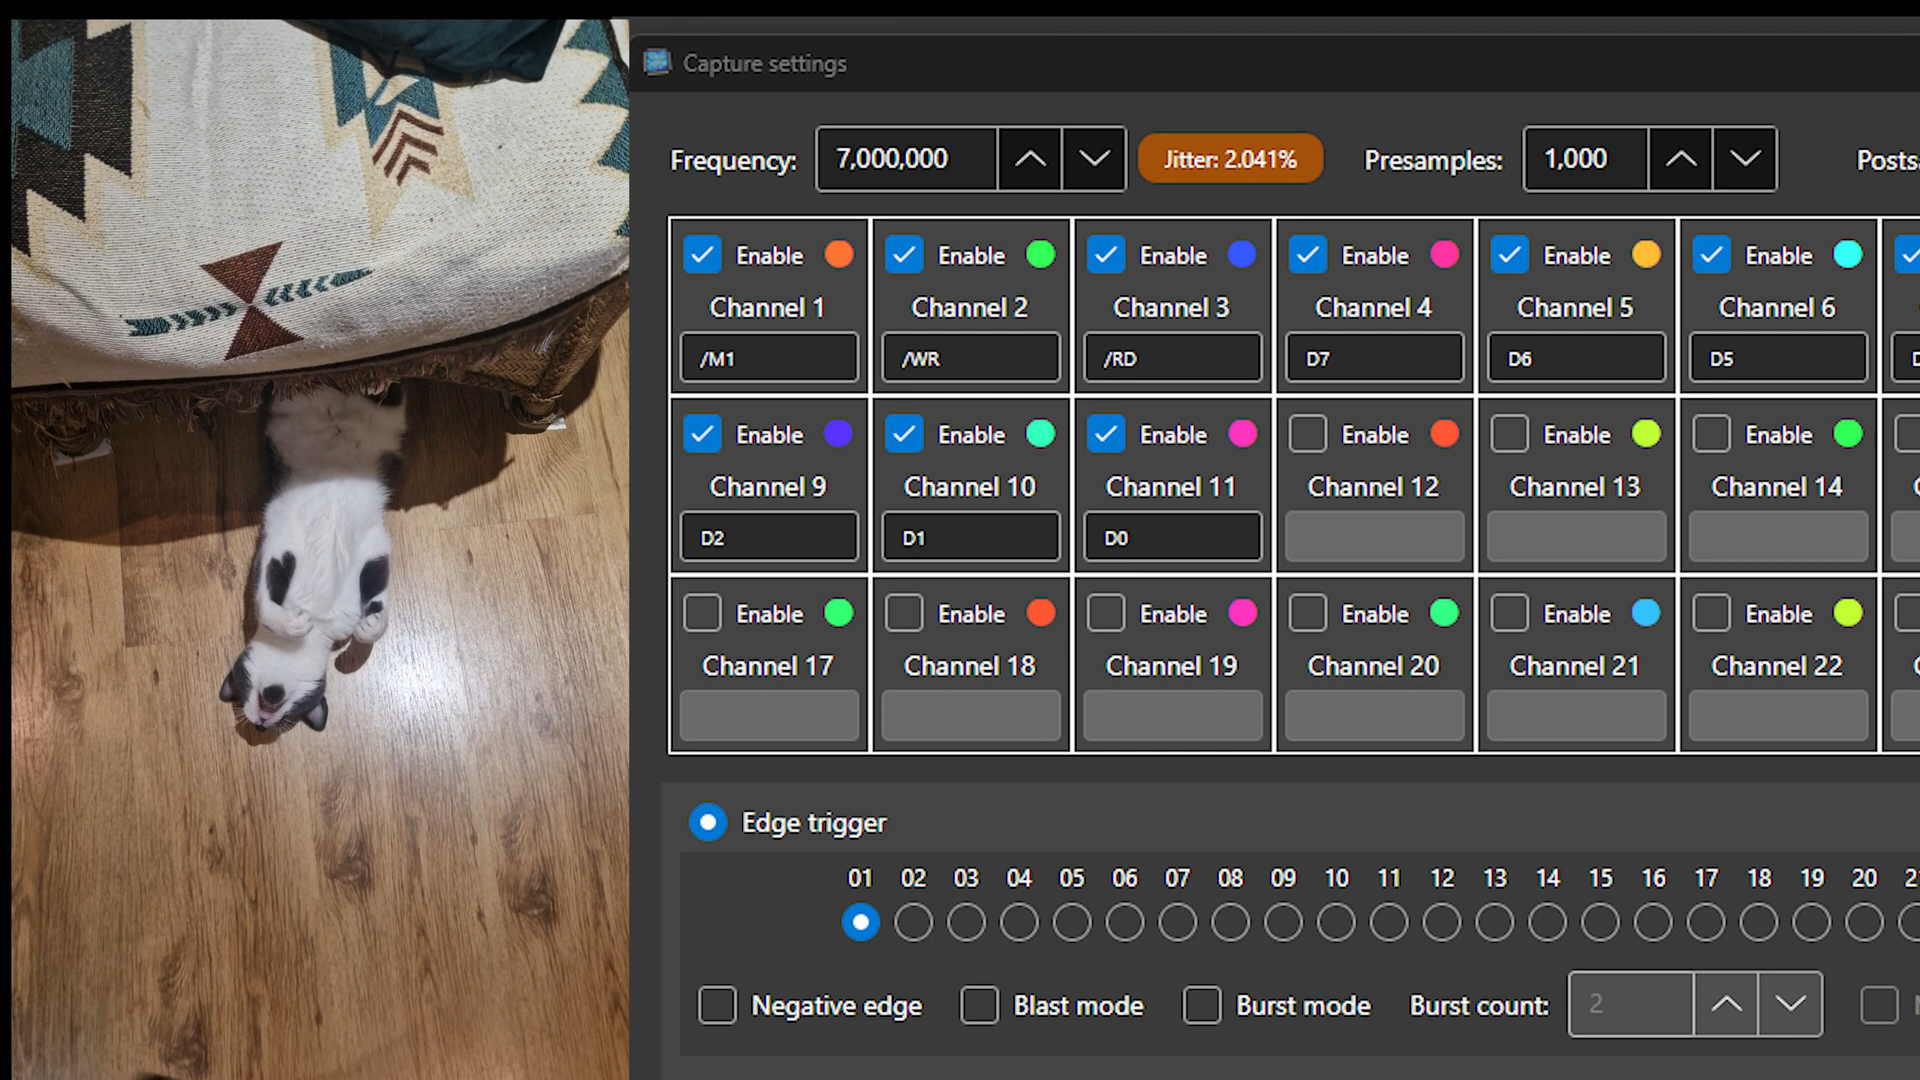 Capture settings
Frequency: 7,000,000 Jitter: 2.041% Presamples: 1,000
Enable Enable Enable Enable Enable Enable
Channel 1 Channel 2 Channel 3 Channel 4 Channel 5 Channel 6
/M1 /WR /RD D7 D6 D5
Enable Enable Enable Enable Enable Enable
Channel 9 Channel 10 Channel 11 Channel 12 Channel 13 Channel 14
D2 D1 D0
Enable Enable Enable Enable Enable Enable
Channel 17 Channel 18 Channel 19 Channel 20 Channel 21 Channel 22
Edge trigger
01 02 03 04 05 06 07 08 09 10 11 12 13 14 15 16 17 18 19 20
Negative edge Blast mode Burst mode Burst count: 2